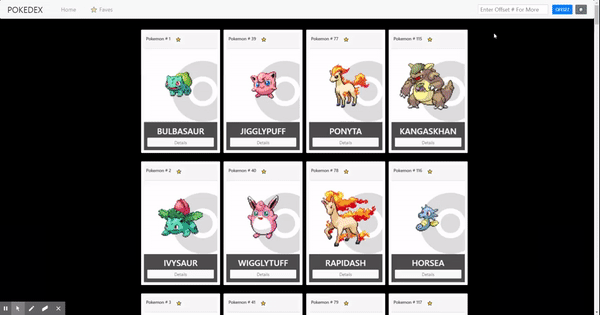 POKEDEX Home Faves Enter Offset # For More OFFSET
Pokemon # 1 Pokemon # 39 Pokemon # 77 Pokemon # 115
BULBASAUR JIGGLYPUFF PONYTA KANGASKHAN
Details Details Details Details
Pokemon # 2 Pokemon # 40 Pokemon # 78 Pokemon # 116
IVYSAUR WIGGLYTUFF RAPIDASH HORSEA
Details Details Details Details
Pokemon # 3 Pokemon # 41 Pokemon # 79 Pokemon # 117